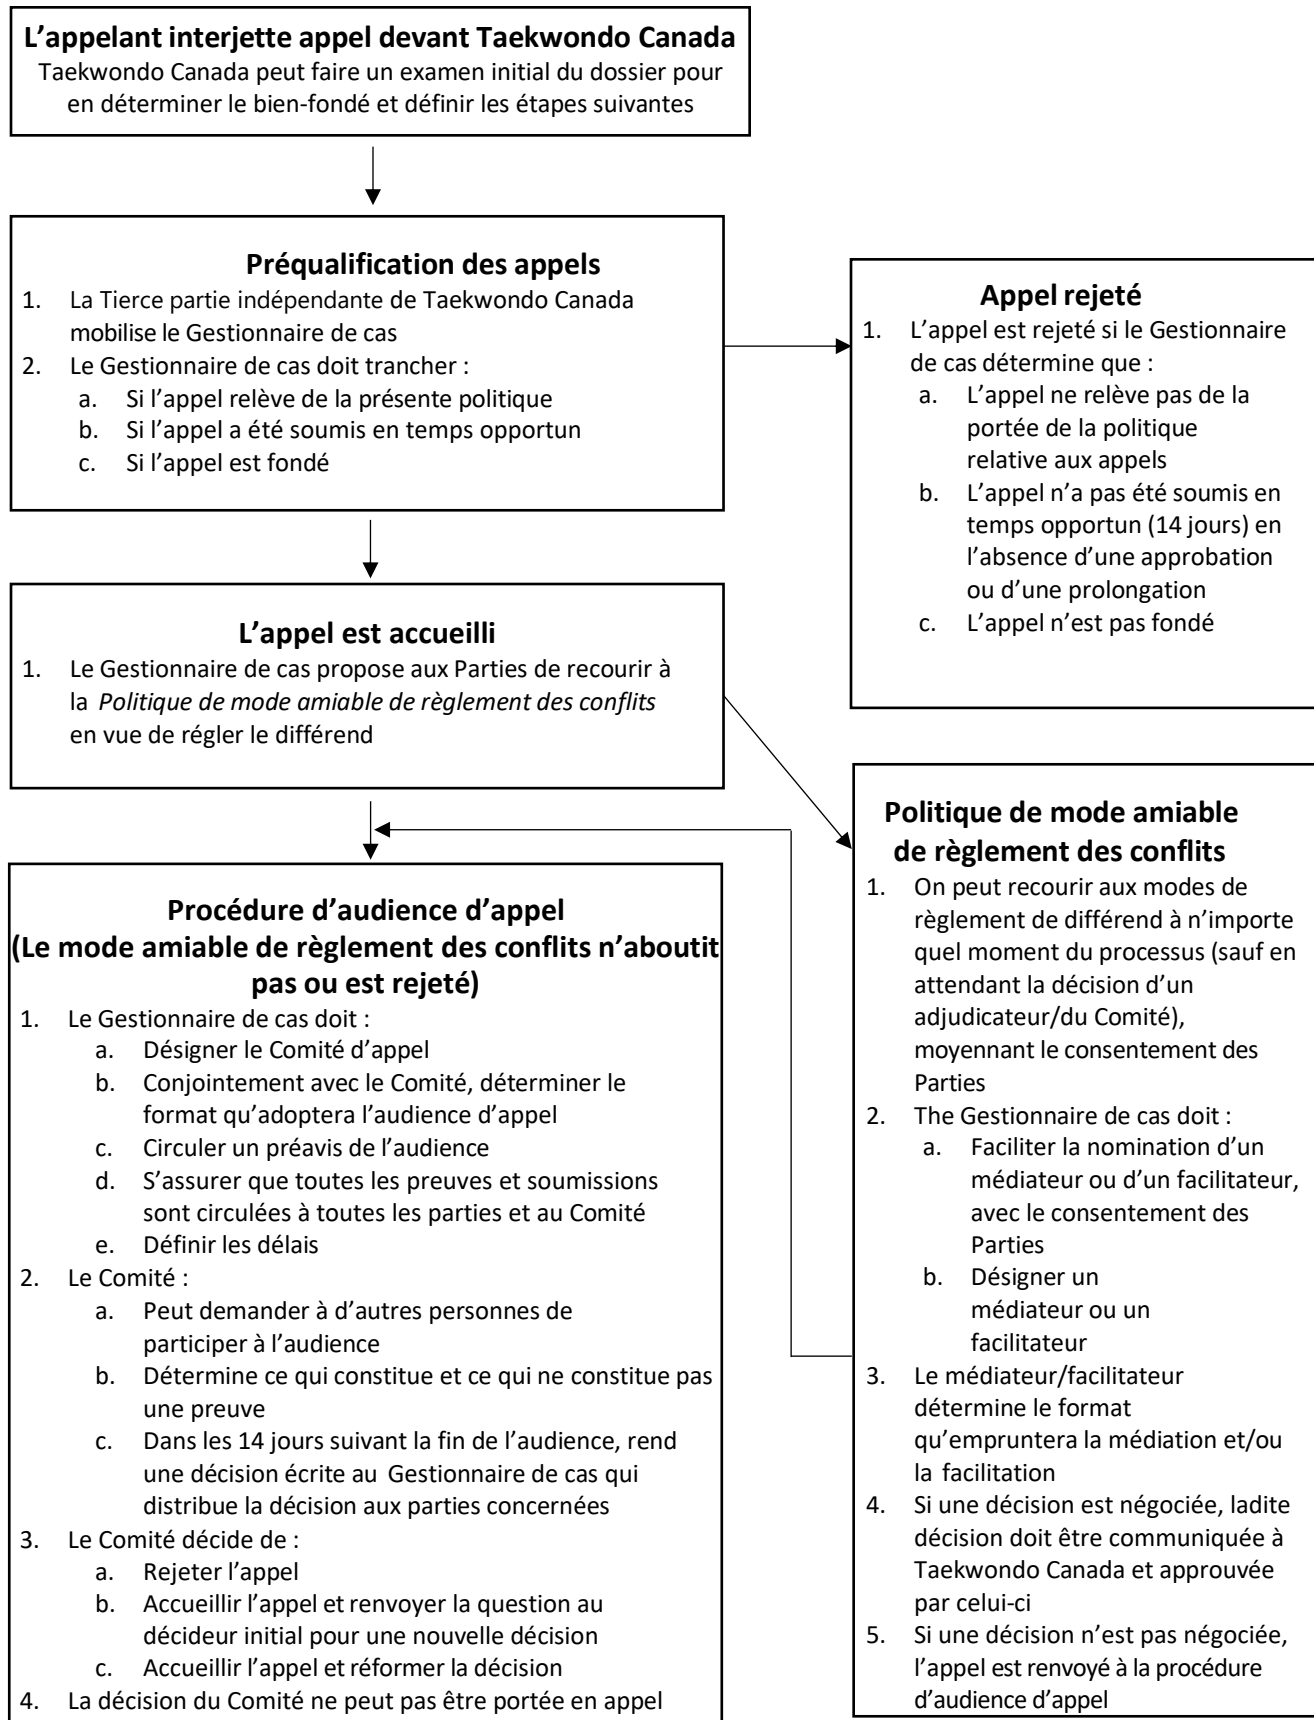 L’appelant interjette appel devant Taekwondo Canada
Taekwondo Canada peut faire un examen initial du dossier pour
en déterminer le bien-fondé et définir les étapes suivantes
Préqualification des appels
1. La Tierce partie indépendante de Taekwondo Canada
mobilise le Gestionnaire de cas
2. Le Gestionnaire de cas doit trancher :
a. Si l’appel relève de la présente politique
b. Si l’appel a été soumis en temps opportun
c. Si l’appel est fondé
Appel rejeté
1. L’appel est rejeté si le Gestionnaire
de cas détermine que :
a. L’appel ne relève pas de la
portée de la politique
relative aux appels
b. L’appel n’a pas été soumis en
temps opportun (14 jours) en
l’absence d’une approbation
ou d’une prolongation
c. L’appel n’est pas fondé
L’appel est accueilli
1. Le Gestionnaire de cas propose aux Parties de recourir à
la Politique de mode amiable de règlement des conflits
en vue de régler le différend
Politique de mode amiable
de règlement des conflits
1. On peut recourir aux modes de
règlement de différend à n’importe
quel moment du processus (sauf en
attendant la décision d’un
adjudicateur/du Comité),
moyennant le consentement des
Parties
2. The Gestionnaire de cas doit :
a. Faciliter la nomination d’un
médiateur ou d’un facilitateur,
avec le consentement des
Parties
b. Désigner un
médiateur ou un
facilitateur
3. Le médiateur/facilitateur
détermine le format
qu’empruntera la médiation et/ou
la facilitation
4. Si une décision est négociée, ladite
décision doit être communiquée à
Taekwondo Canada et approuvée
par celui-ci
5. Si une décision n’est pas négociée,
l’appel est renvoyé à la procédure
d’audience d’appel
Procédure d’audience d’appel
(Le mode amiable de règlement des conflits n’aboutit
pas ou est rejeté)
1. Le Gestionnaire de cas doit :
a. Désigner le Comité d’appel
b. Conjointement avec le Comité, déterminer le
format qu’adoptera l’audience d’appel
c. Circuler un préavis de l’audience
d. S’assurer que toutes les preuves et soumissions
sont circulées à toutes les parties et au Comité
e. Définir les délais
2. Le Comité :
a. Peut demander à d’autres personnes de
participer à l’audience
b. Détermine ce qui constitue et ce qui ne constitue pas
une preuve
c. Dans les 14 jours suivant la fin de l’audience, rend
une décision écrite au Gestionnaire de cas qui
distribue la décision aux parties concernées
3. Le Comité décide de :
a. Rejeter l’appel
b. Accueillir l’appel et renvoyer la question au
décideur initial pour une nouvelle décision
c. Accueillir l’appel et réformer la décision
4. La décision du Comité ne peut pas être portée en appel